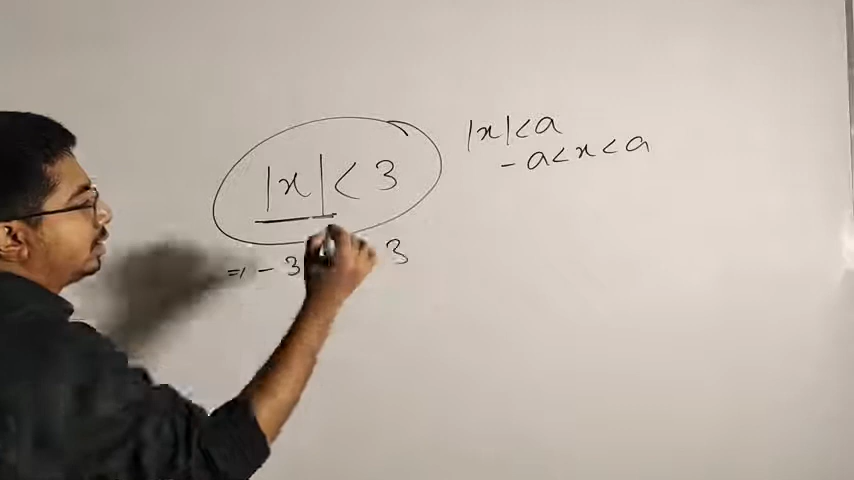 |x| < 3
|x| < a
- a < x < a
⇒ - 3 3